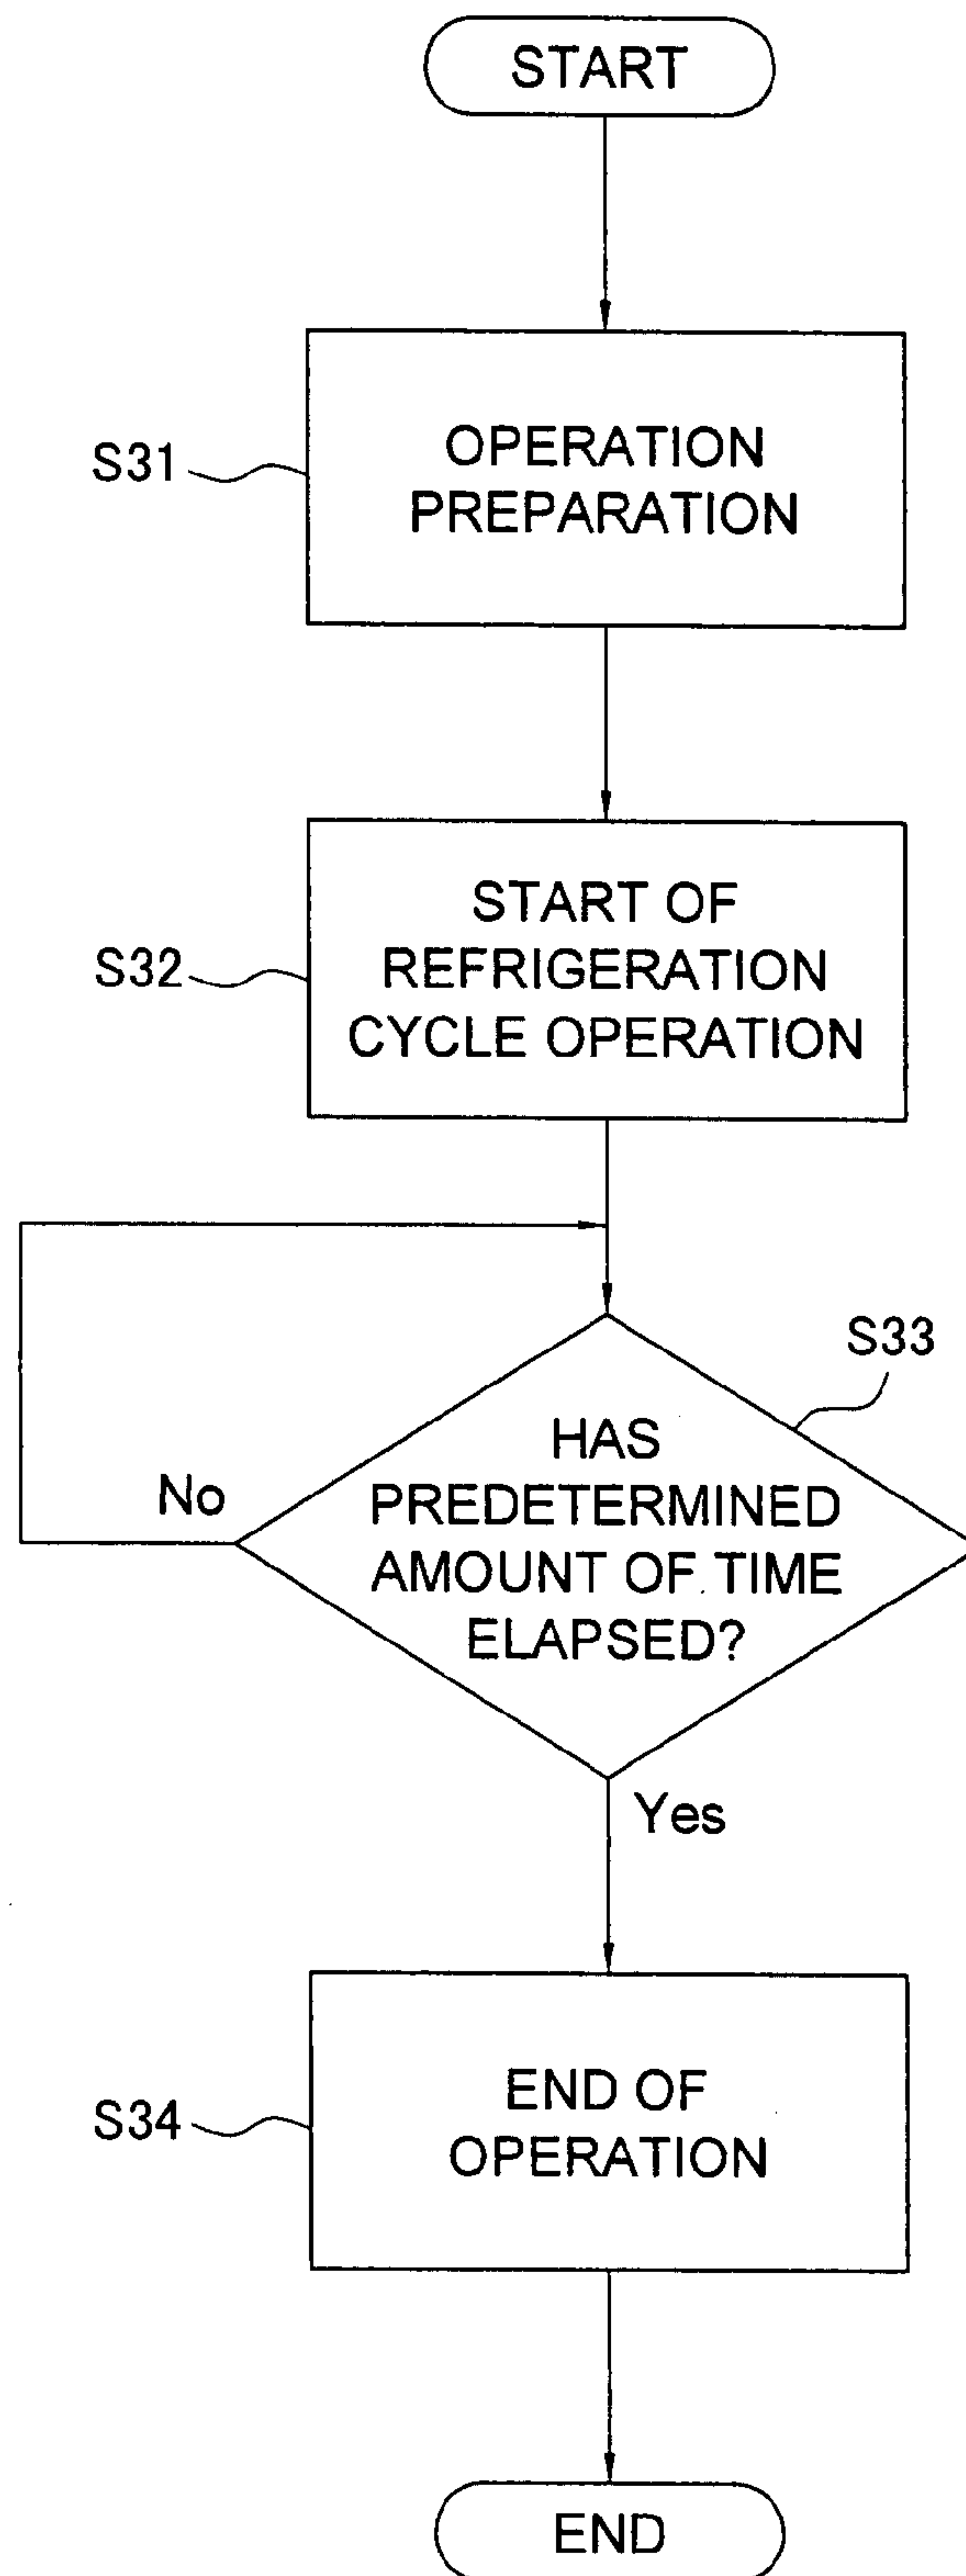 START
S31
OPERATION
PREPARATION
S32
START OF
REFRIGERATION
CYCLE OPERATION
S33
HAS
PREDETERMINED
AMOUNT OF TIME
ELAPSED?
No
Yes
S34
END OF
OPERATION
END